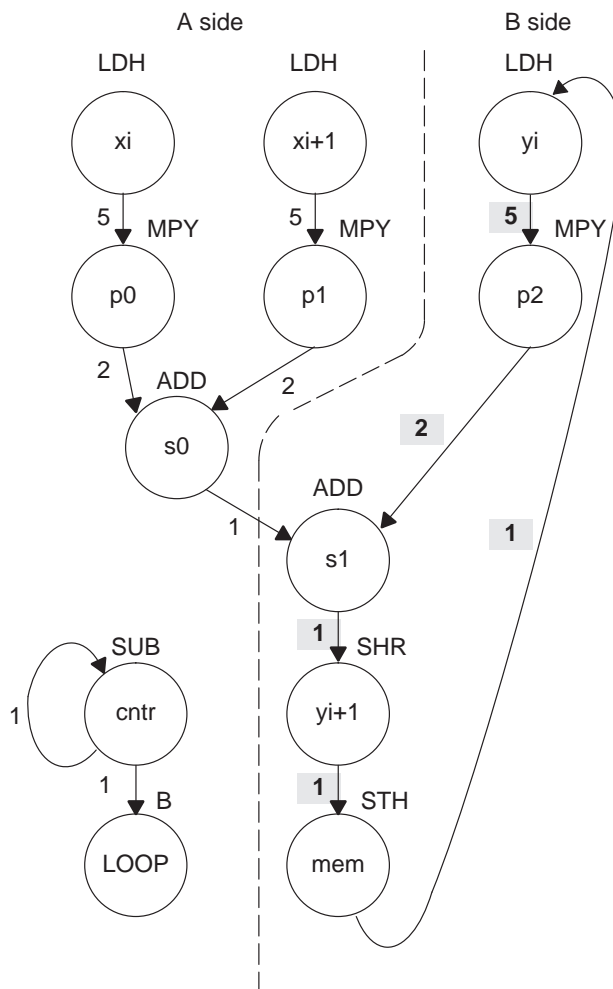 A side B side
LDH LDH LDH
xi xi+1 yi
5 MPY 5 MPY 5 MPY
p0 p1 p2
2 ADD 2
s0 2
ADD
1 1
s1
SUB 1 SHR
1 cntr yi+1
1 B 1 STH
LOOP mem